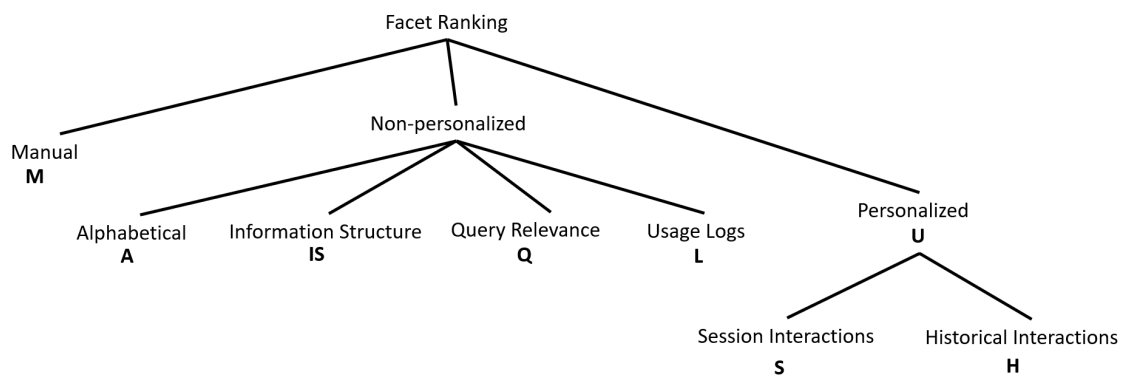 Facet Ranking
Non-personalized
Manual
M
Alphabetical
A
Information Structure
IS
Query Relevance
Q
Usage Logs
L
Personalized
U
Session Interactions
S
Historical Interactions
H